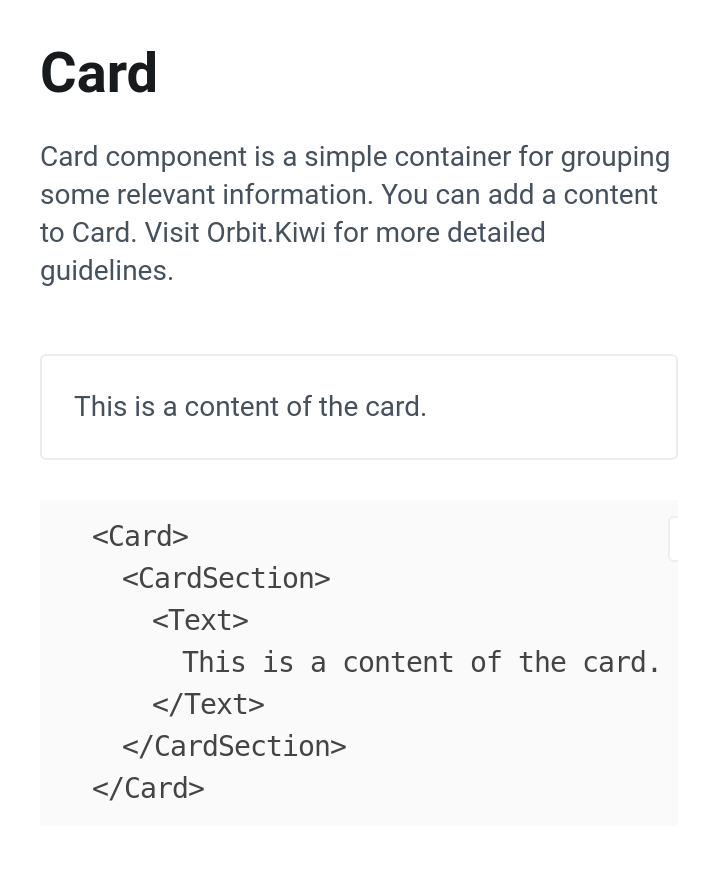 Card
Card component is a simple container for grouping
some relevant information. You can add a content
to Card. Visit Orbit.Kiwi for more detailed
guidelines.
This is a content of the card.
<Card>
<CardSection>
<Text>
This is a content of the card.
</Text>
</CardSection>
</Card>